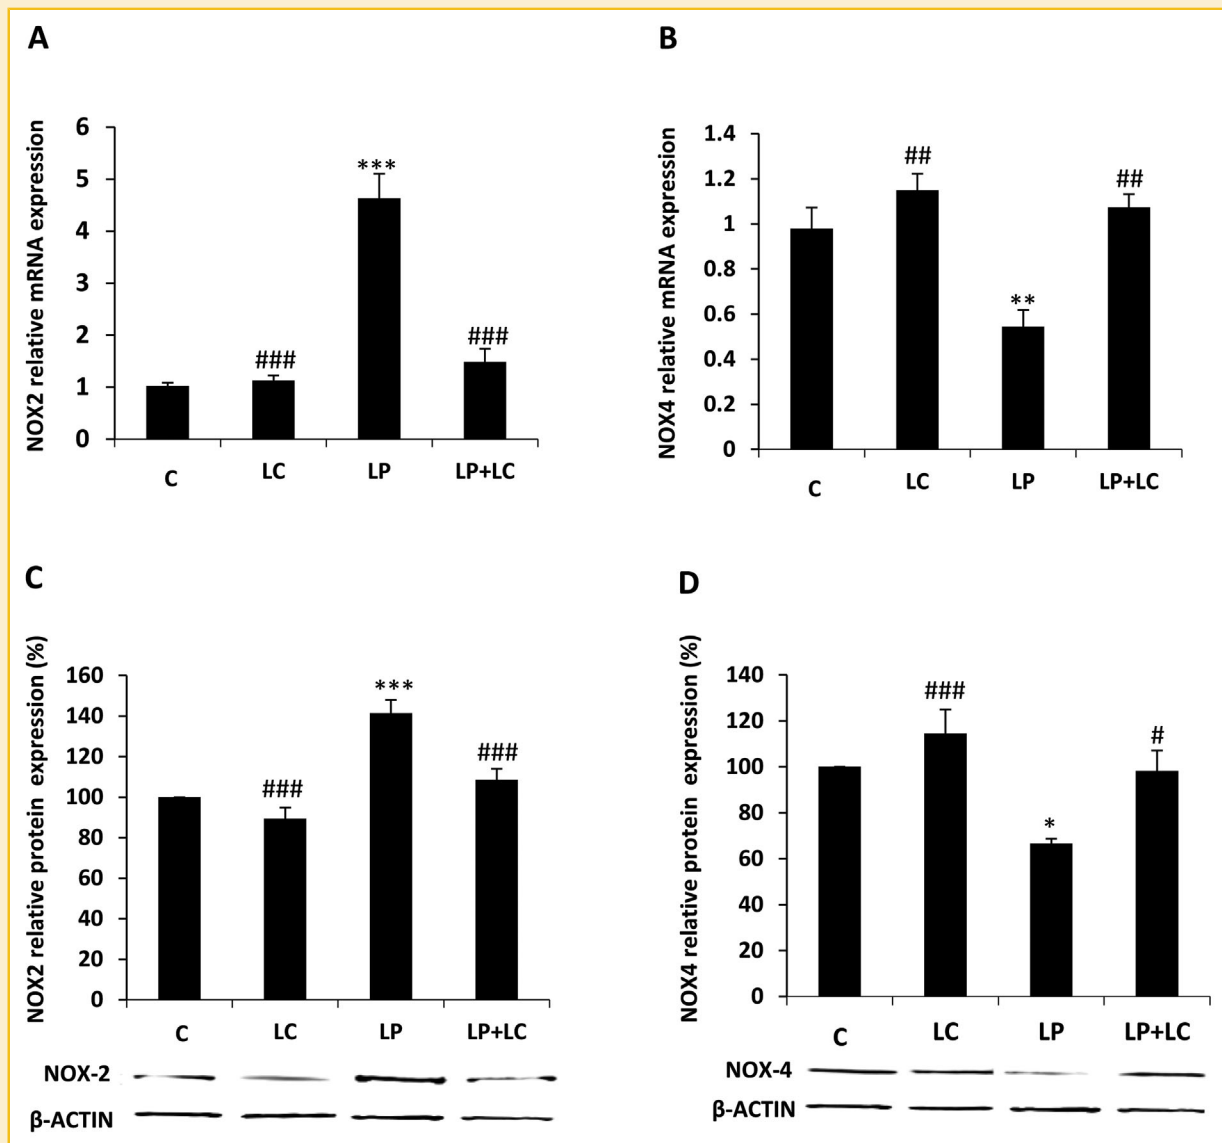 A
NOX2 relative mRNA expression
6
5
4
3
2
1
0
###
***
###
C LC LP LP+LC
B
NOX4 relative mRNA expression
1.4
1.2
1
0.8
0.6
0.4
0.2
0
##
**
##
C LC LP LP+LC
C
NOX2 relative protein expression (%)
160
140
120
100
80
60
40
20
0
###
***
###
C LC LP LP+LC
NOX-2
β-ACTIN
D
NOX4 relative protein expression (%)
140
120
100
80
60
40
20
0
###
*
#
C LC LP LP+LC
NOX-4
β-ACTIN